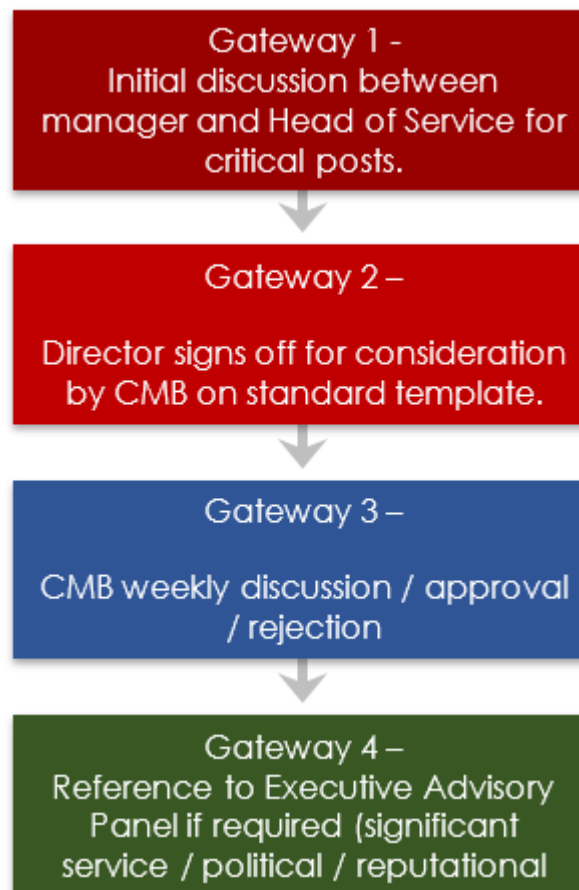 Gateway 1 -
Initial discussion between
manager and Head of Service for
critical posts.
Gateway 2 –
Director signs off for consideration
by CMB on standard template.
Gateway 3 –
CMB weekly discussion / approval
/ rejection
Gateway 4 –
Reference to Executive Advisory
Panel if required (significant
service / political / reputational